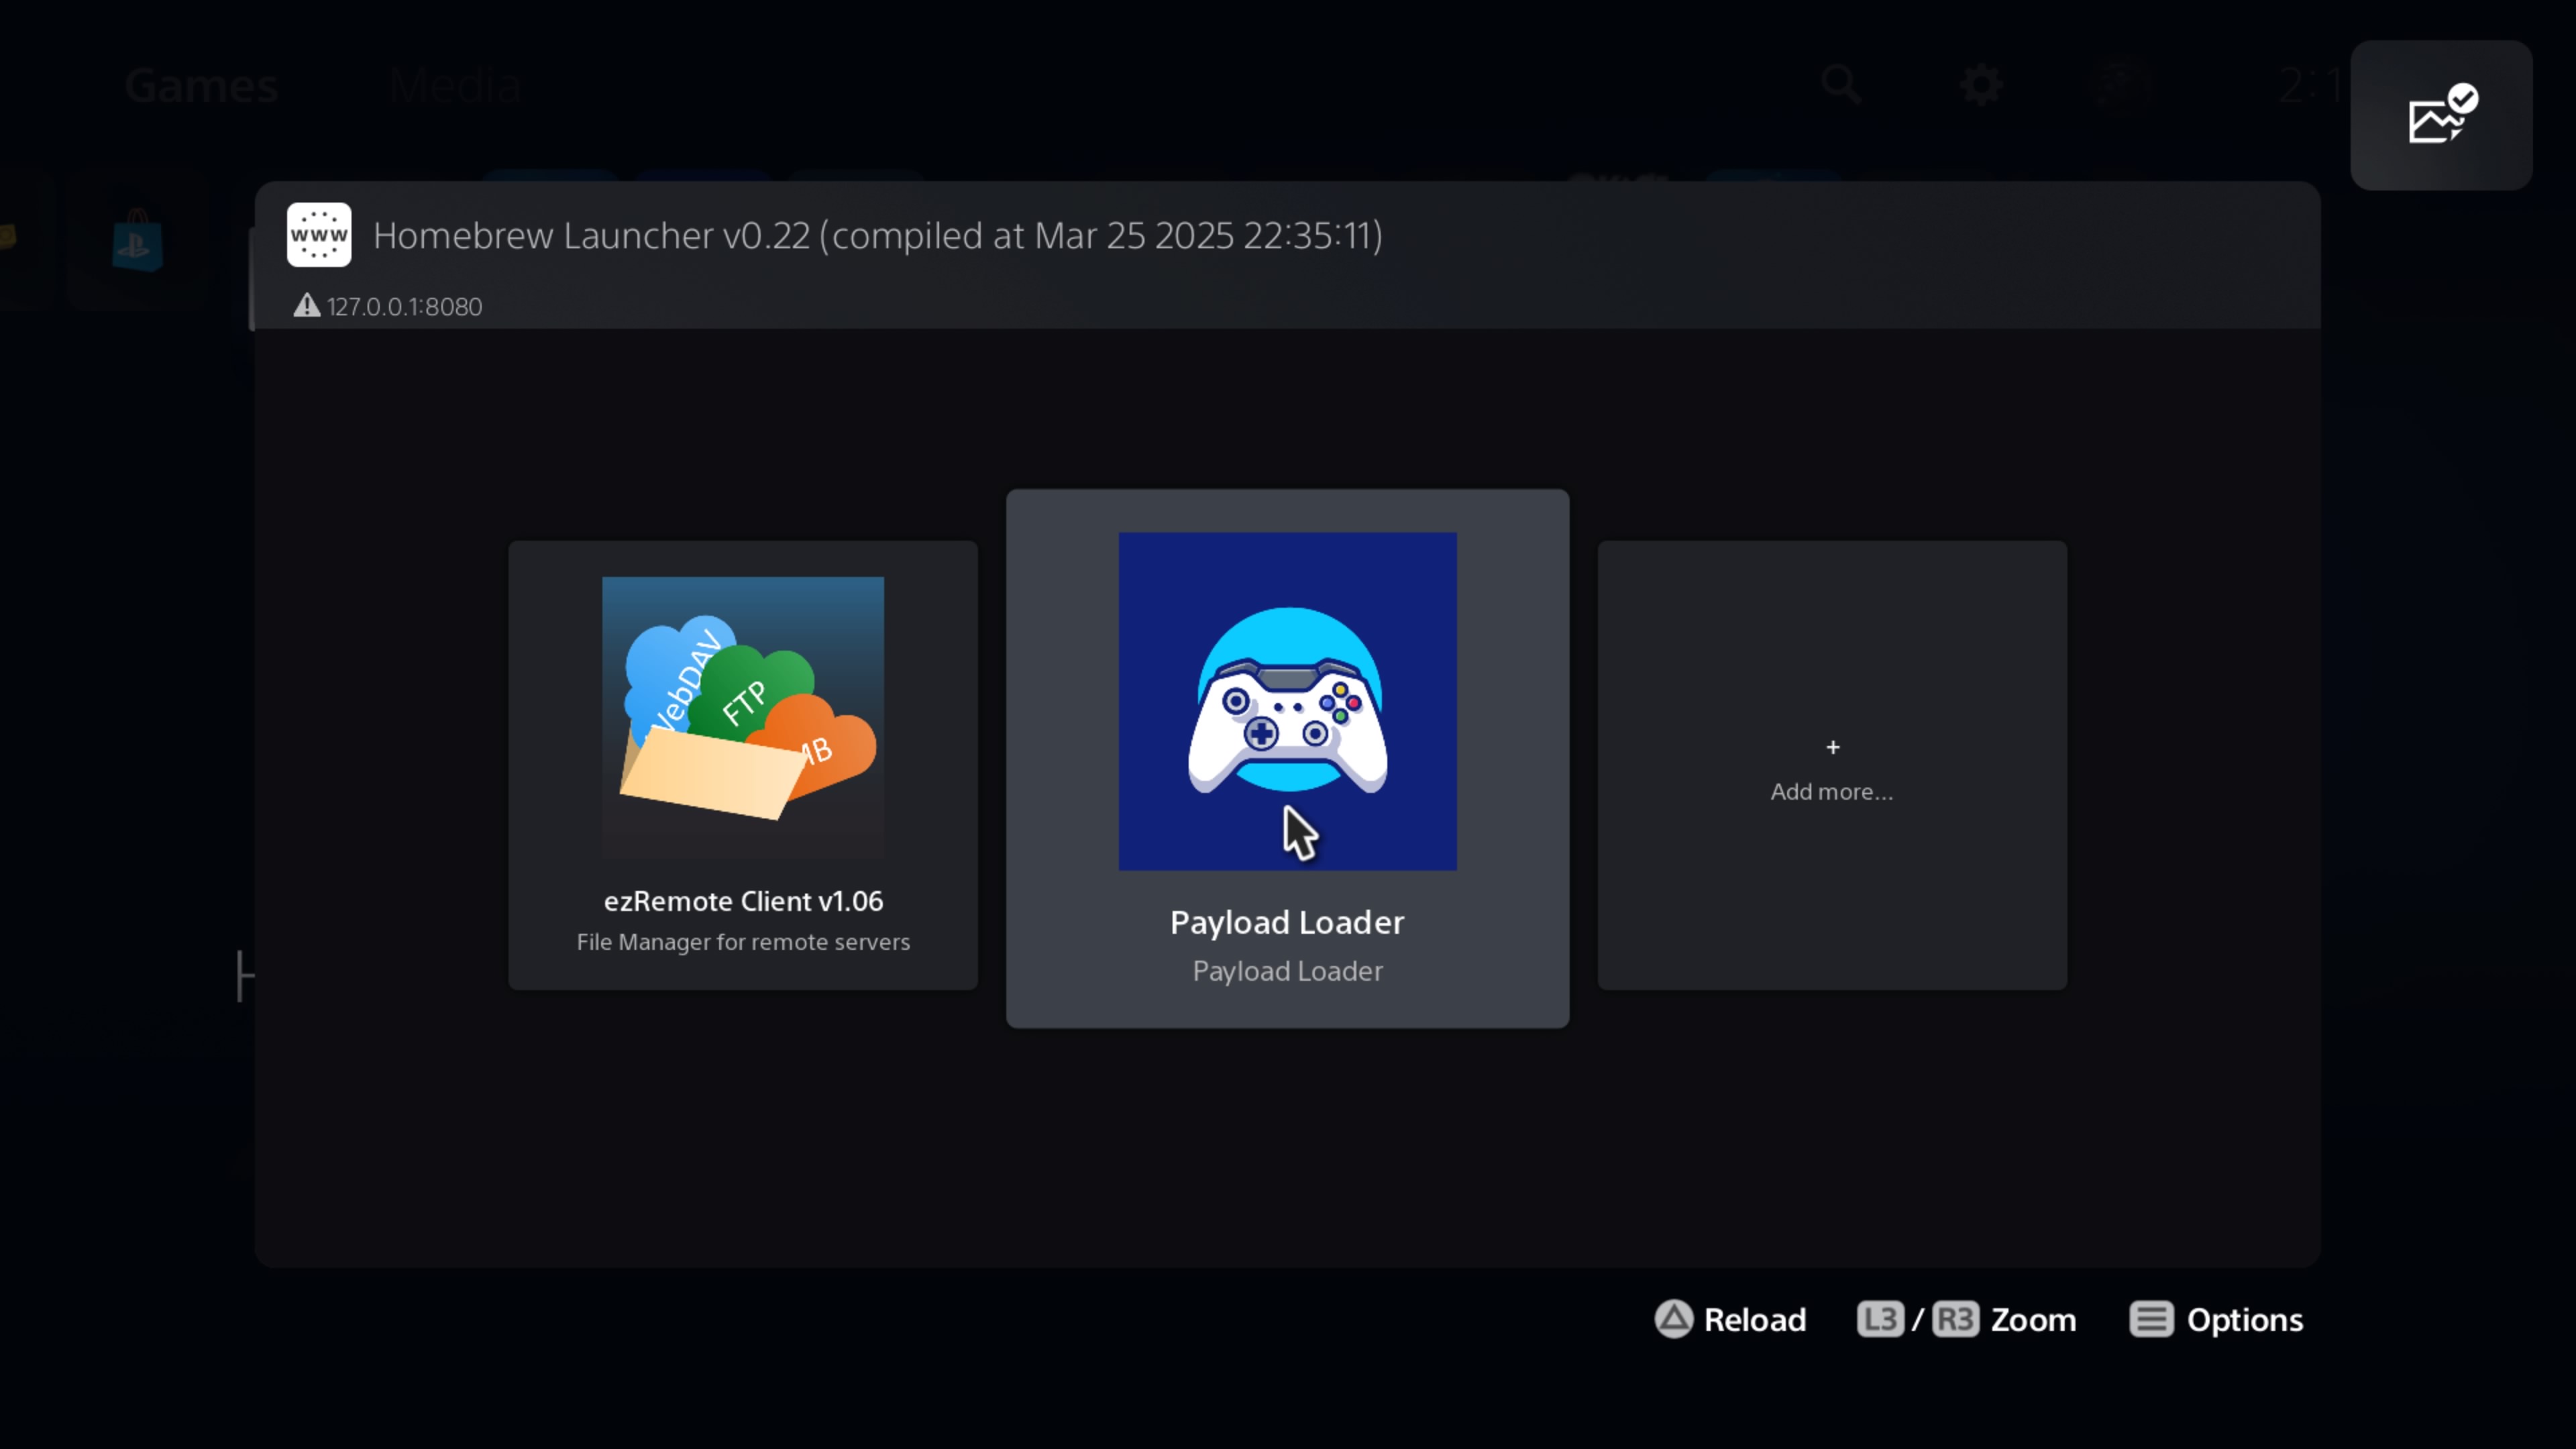 Games
Media
2:1
www
Homebrew Launcher v0.22 (compiled at Mar 25 2025 22:35:11)
127.0.0.1:8080
WebDAV
FTP
MB
ezRemote Client v1.06
File Manager for remote servers
Payload Loader
Payload Loader
+
Add more...
Reload
L3 / R3 Zoom
Options